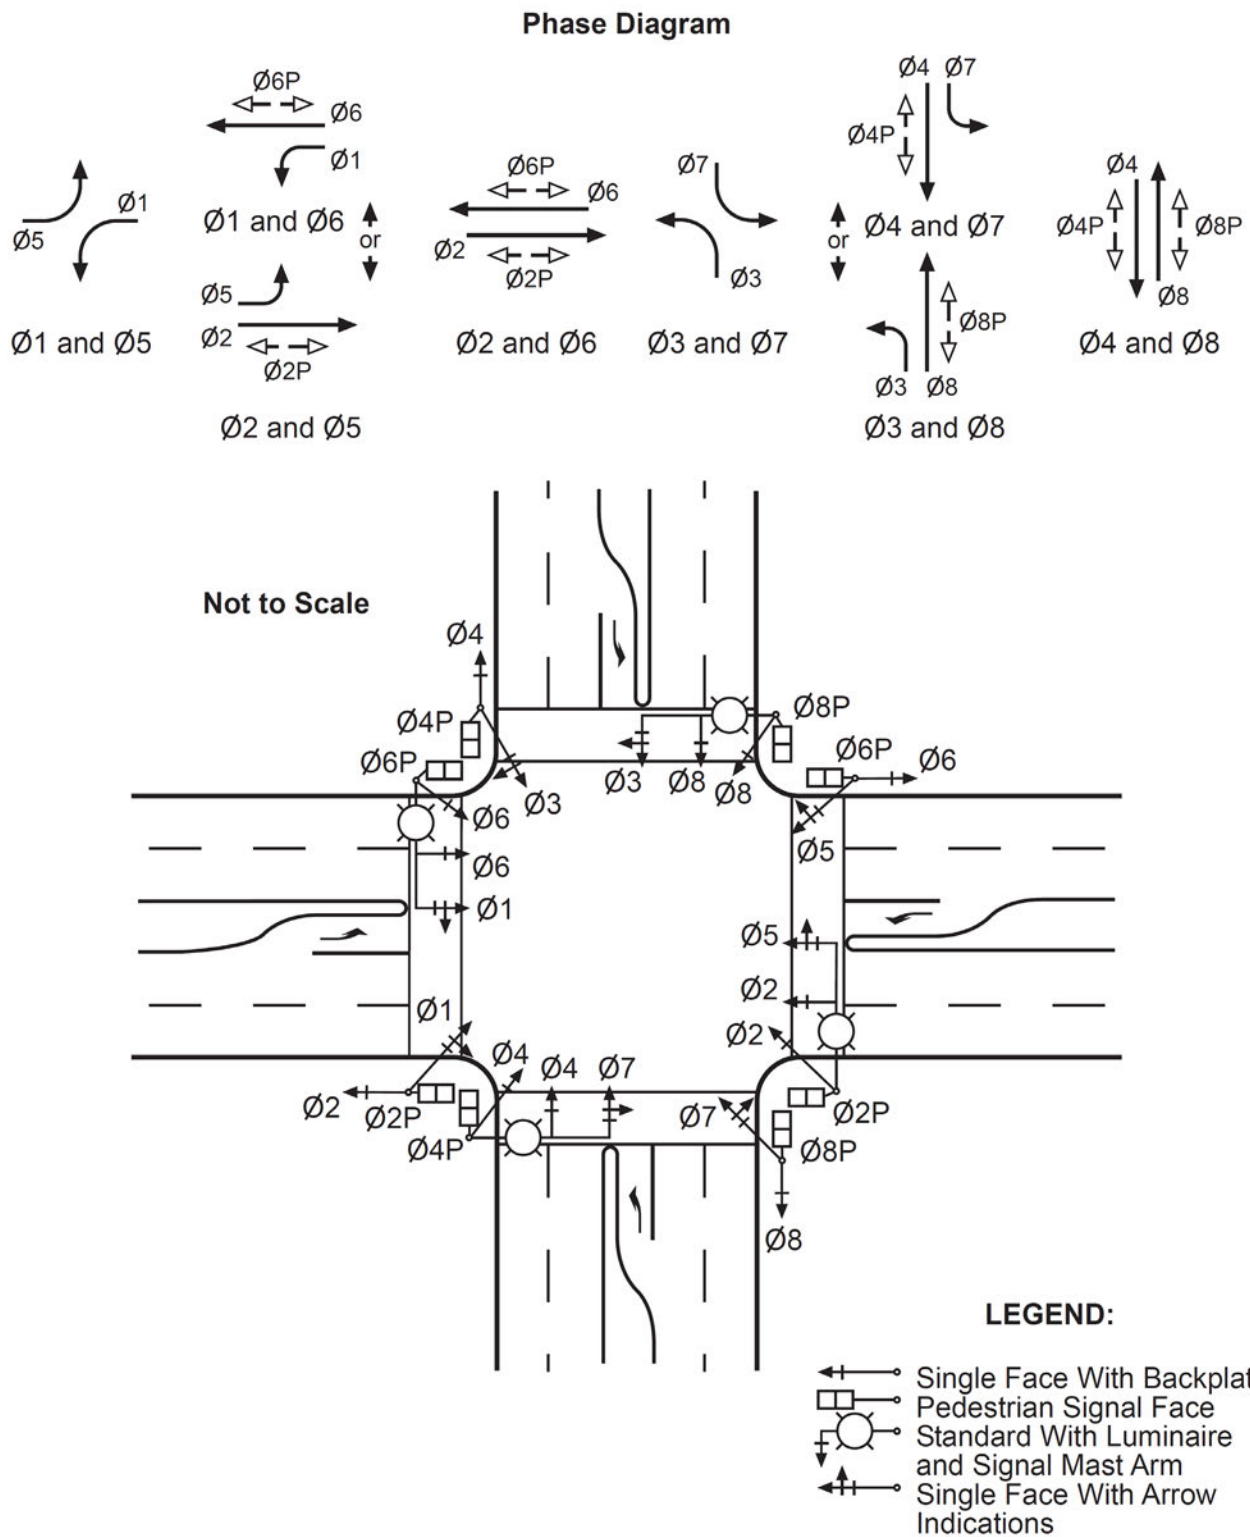 Phase Diagram
Ø6P
Ø6
Ø1
Ø1 and Ø6
Ø5
Ø1
Ø1 and Ø5
or
Ø5
Ø2
Ø2P
Ø2 and Ø5
Ø6P
Ø6
Ø2
Ø2P
Ø2 and Ø6
Ø7
Ø3
Ø3 and Ø7
or
Ø4 Ø7
Ø4P
Ø4 and Ø7
Ø8P
Ø3 Ø8
Ø3 and Ø8
Ø4
Ø4P
Ø8P
Ø8
Ø4 and Ø8
Not to Scale
Ø4
Ø4P
Ø8P
Ø6P
Ø6P
Ø6
Ø3
Ø8
Ø8
Ø3
Ø6
Ø5
Ø6
Ø1
Ø5
Ø2
Ø1
Ø2
Ø4
Ø4
Ø7
Ø2
Ø2P
Ø7
Ø2P
Ø4P
Ø8P
Ø8
LEGEND:
Single Face With Backplat
Pedestrian Signal Face
Standard With Luminaire
and Signal Mast Arm
Single Face With Arrow
Indications